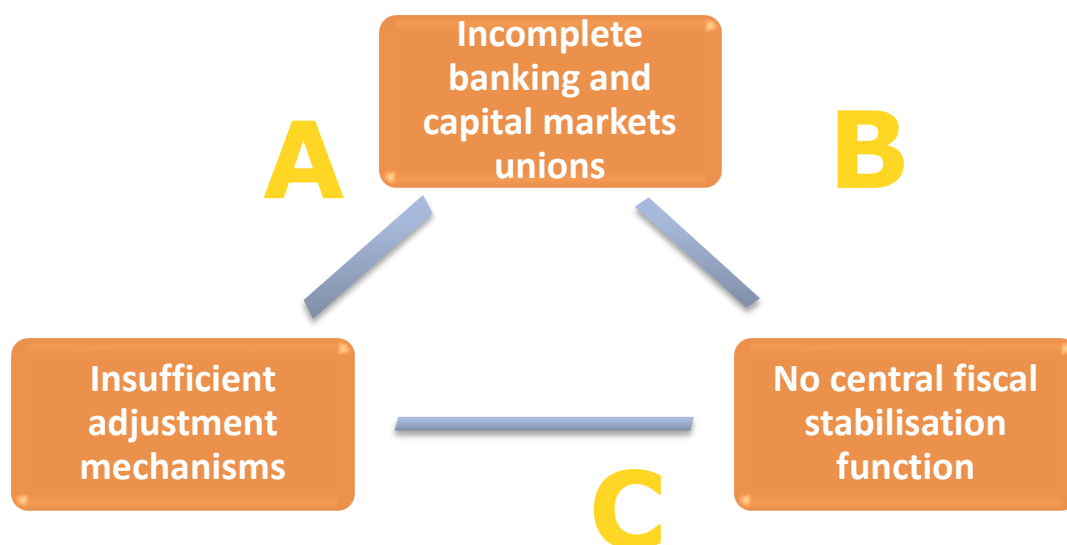 Incomplete
banking and
capital markets
unions
A
B
Insufficient
adjustment
mechanisms
No central fiscal
stabilisation
function
C